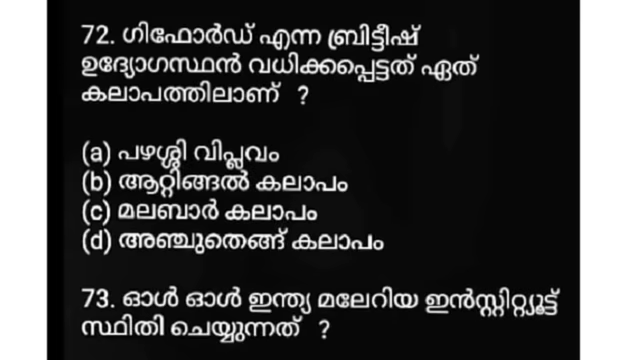 72. ഗിഫോർഡ് എന്ന ബ്രിട്ടീഷ്
ഉദ്യോഗസ്ഥൻ വധിക്കപ്പെട്ടത് ഏത്
കലാപത്തിലാണ് ?
(a) പഴശ്ശി വിപ്ലവം
(b) ആറ്റിങ്ങൽ കലാപം
(c) മലബാർ കലാപം
(d) അഞ്ചുതെങ്ങ് കലാപം
73. ഓൾ ഓൾ ഇന്ത്യ മലേറിയ ഇൻസ്റ്റിറ്റ്യൂട്ട്
സ്ഥിതി ചെയ്യുന്നത് ?